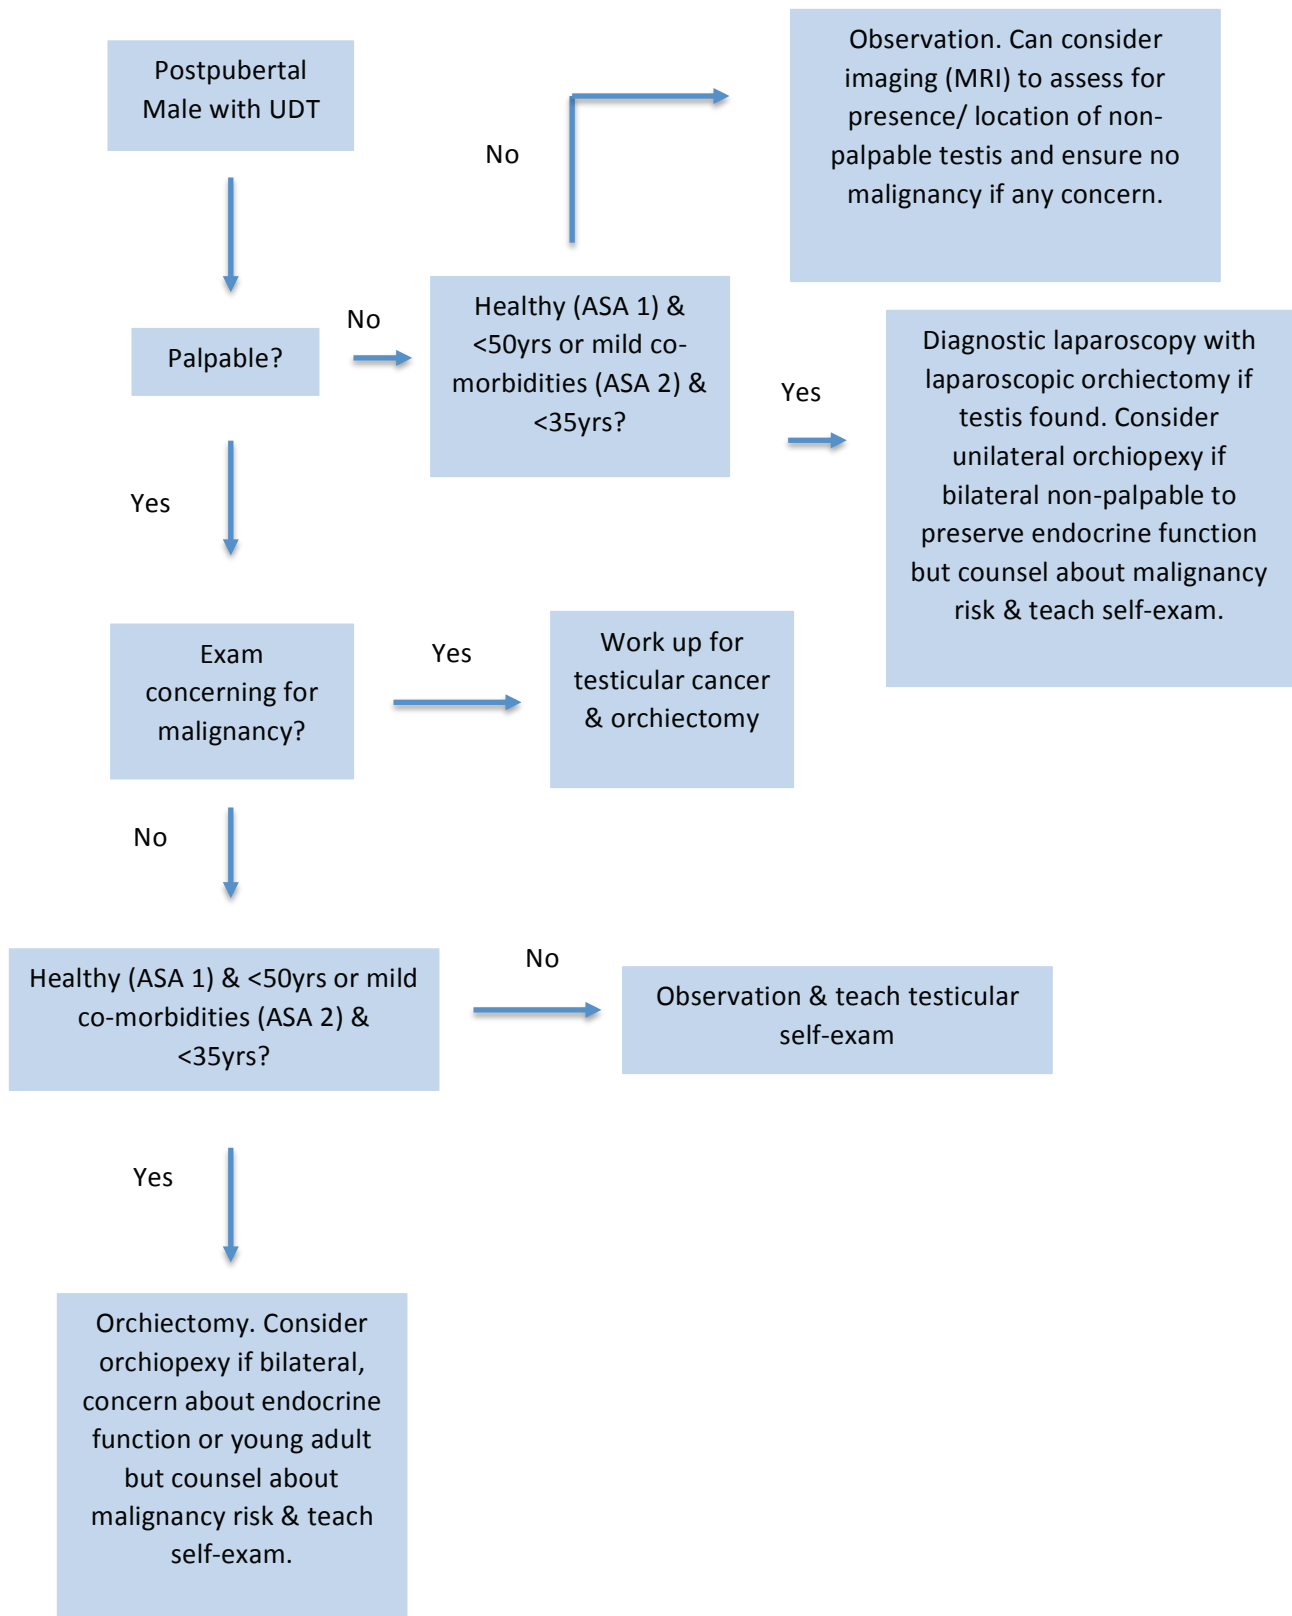 Postpubertal
Male with UDT
No
Observation. Can consider
imaging (MRI) to assess for
presence/ location of non-
palpable testis and ensure no
malignancy if any concern.
Palpable?
No
Healthy (ASA 1) &
<50yrs or mild co-
morbidities (ASA 2) &
<35yrs?
Yes
Diagnostic laparoscopy with
laparoscopic orchiectomy if
testis found. Consider
unilateral orchiopexy if
bilateral non-palpable to
preserve endocrine function
but counsel about malignancy
risk & teach self-exam.
Yes
Exam
concerning for
malignancy?
Yes
Work up for
testicular cancer
& orchiectomy
No
Healthy (ASA 1) & <50yrs or mild
co-morbidities (ASA 2) &
<35yrs?
No
Observation & teach testicular
self-exam
Yes
Orchiectomy. Consider
orchiopexy if bilateral,
concern about endocrine
function or young adult
but counsel about
malignancy risk & teach
self-exam.